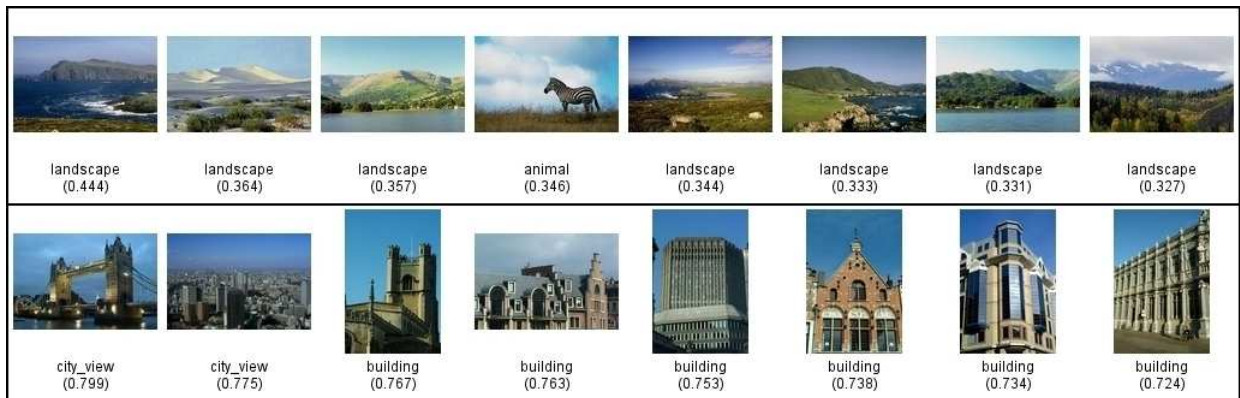 landscape landscape landscape animal landscape landscape landscape landscape
(0.444) (0.364) (0.357) (0.346) (0.344) (0.333) (0.331) (0.327)
city_view city_view building building building building building building
(0.799) (0.775) (0.767) (0.763) (0.753) (0.738) (0.734) (0.724)